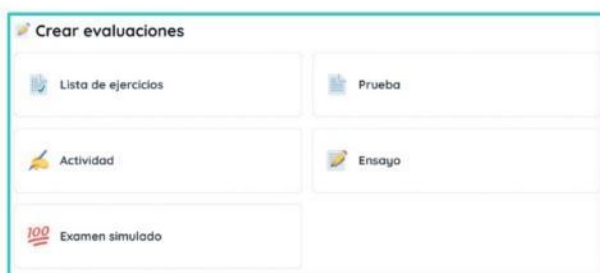 Crear evaluaciones
Lista de ejercicios
Prueba
Actividad
Ensayo
100
Examen simulado